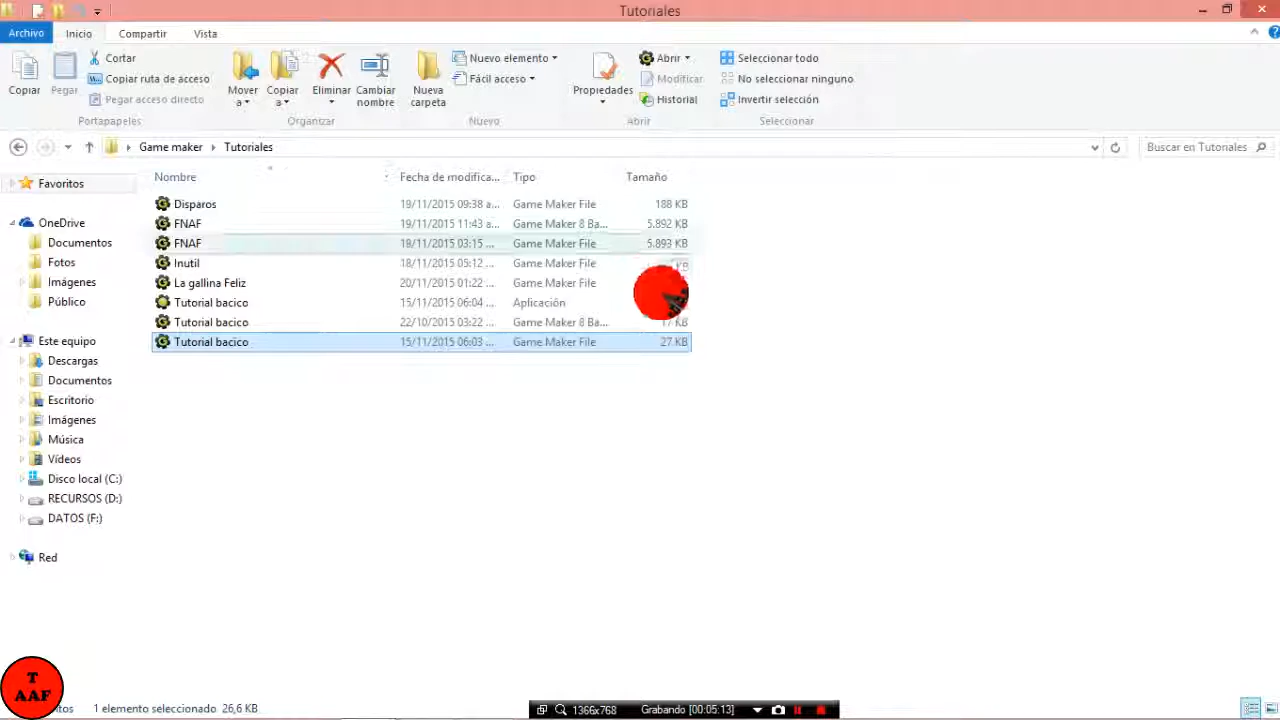 Tutoriales
Archivo Inicio Compartir Vista
Copiar Pegar Cortar Copiar ruta de acceso Pegar acceso directo
Mover a Copiar a Eliminar Cambiar nombre
Nueva carpeta Nuevo elemento Fácil acceso
Propiedades Abrir Modificar Historial
Seleccionar todo No seleccionar ninguno Invertir selección
Portapapeles Organizar Nuevo Abrir Seleccionar
Game maker Tutoriales Buscar en Tutoriales
Nombre Fecha de modifica... Tipo Tamaño
Disparos 19/11/2015 09:38 a... Game Maker File 188 KB
FNAF 19/11/2015 11:43 a... Game Maker 8 Ba... 5.892 KB
FNAF 19/11/2015 03:15 ... Game Maker File 5.893 KB
Inutil 18/11/2015 05:12 ... Game Maker File KB
La gallina Feliz 20/11/2015 01:22 ... Game Maker File
Tutorial bacico 15/11/2015 06:04 ... Aplicación
Tutorial bacico 22/10/2015 03:22 ... Game Maker 8 Ba... 17 KB
Tutorial bacico 15/11/2015 06:03 ... Game Maker File 27 KB
Favoritos
OneDrive
Documentos
Fotos
Imágenes
Público
Este equipo
Descargas
Documentos
Escritorio
Imágenes
Música
Vídeos
Disco local (C:)
RECURSOS (D:)
DATOS (F:)
Red
T
AAF
1 elemento seleccionado 26,6 KB
1366x768 Grabando [00:05:13]